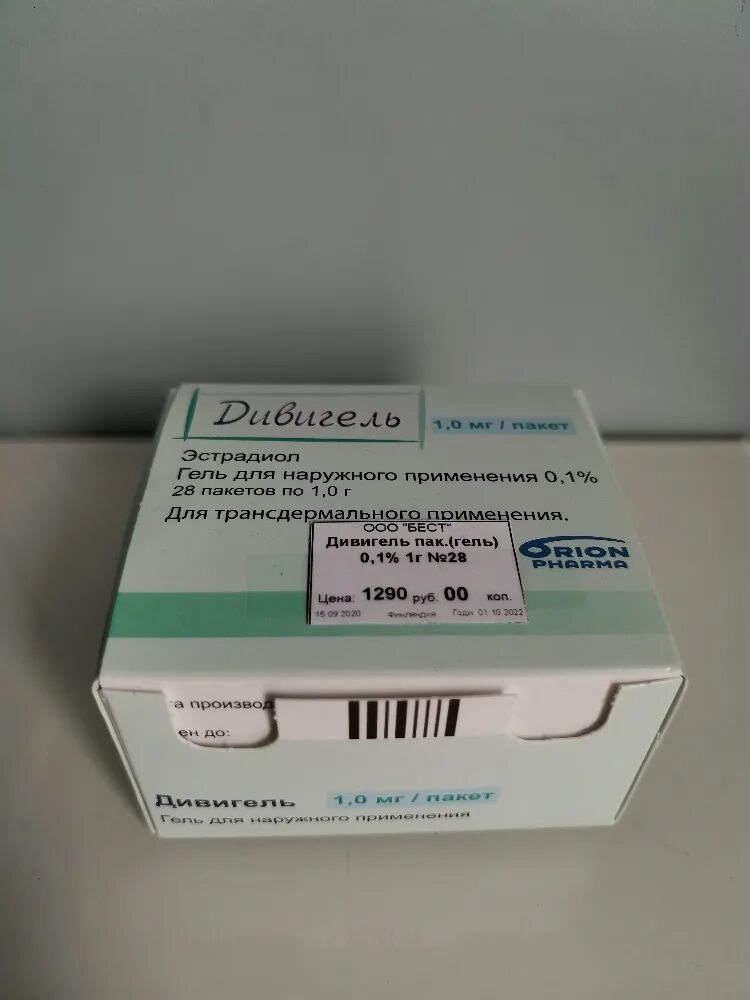 Дивигель
1,0 мг / пакет
Эстрадиол
Гель для наружного применения 0,1%
28 пакетов по 1,0 г
Для трансдермального применения.
ООО "БЕСТ"
Дивигель пак.(гель)
0,1% 1г №28
Цена: 1290 руб. 00 коп.
15.09.2020 Финляндия Годн: 01.10.2022
ORION
PHARMA
та производ
ен до:
Дивигель 1,0 мг / пакет
Гель для наружного применения